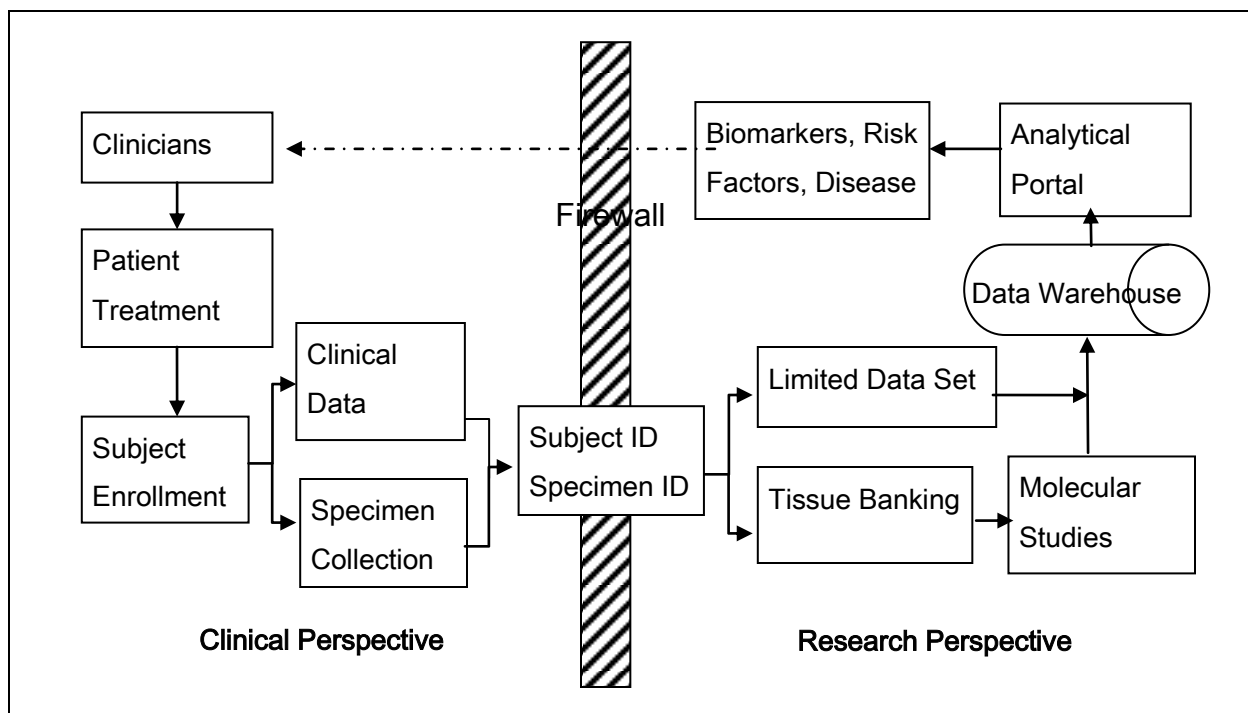 Clinicians
Patient
Treatment
Subject
Enrollment
Clinical
Data
Specimen
Collection
Firewall
Subject ID
Specimen ID
Biomarkers, Risk
Factors, Disease
Analytical
Portal
Data Warehouse
Limited Data Set
Tissue Banking
Molecular
Studies
Clinical Perspective
Research Perspective